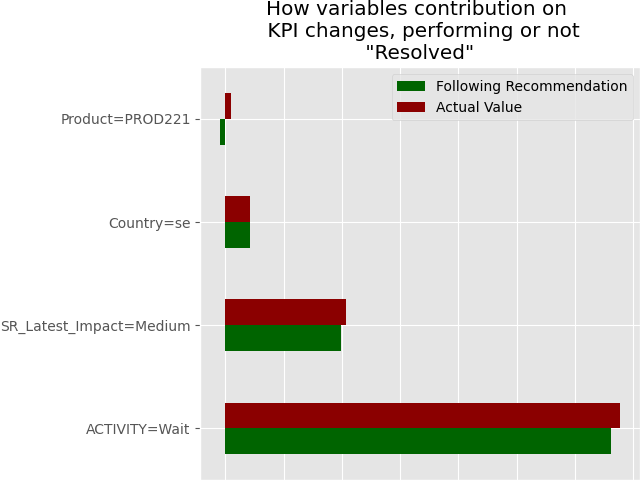 How variables contribution on
KPI changes, performing or not
"Resolved"
Following Recommendation
Actual Value
Product=PROD221
Country=se
SR_Latest_Impact=Medium
ACTIVITY=Wait